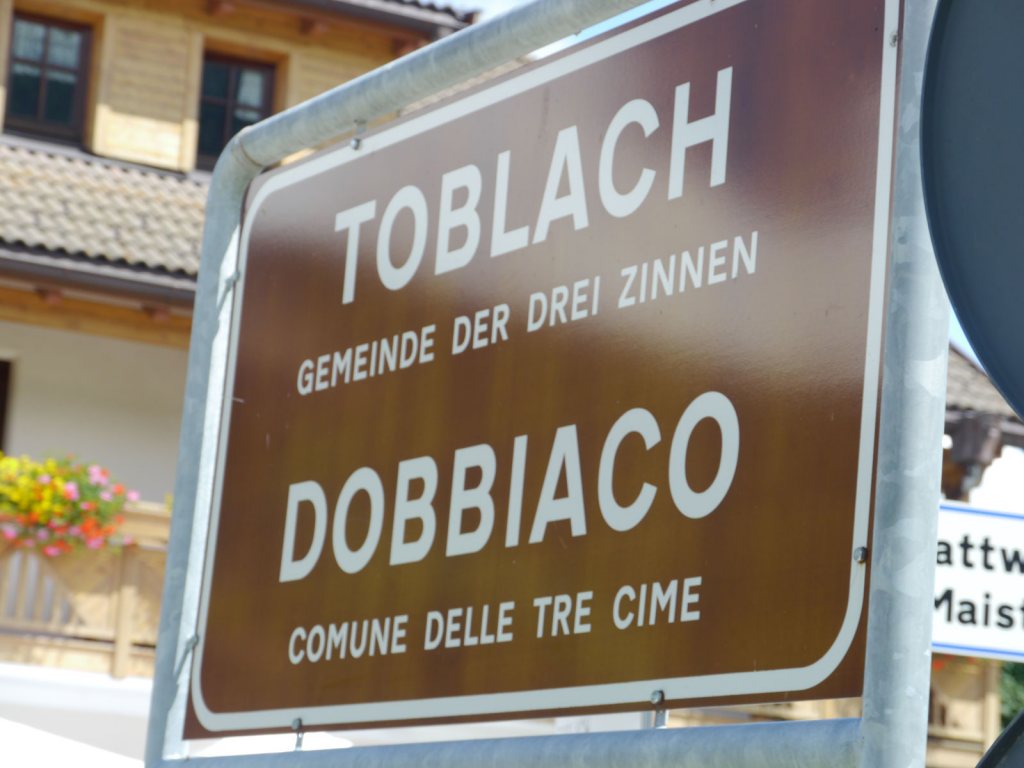 TOBLACH
GEMEINDE DER DREI ZINNEN
DOBBIACO
COMUNE DELLE TRE CIME